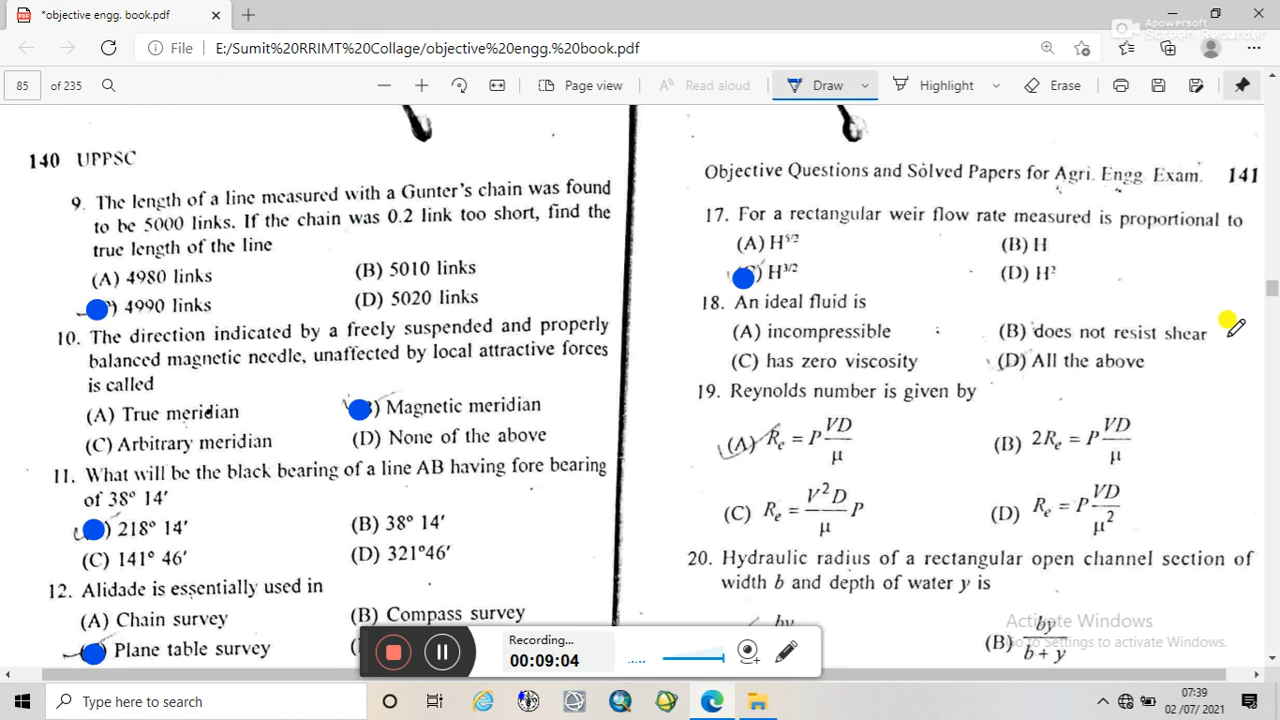 *objective engg. book.pdf
Apowersoft
Screen Recorder
File E:/Sumit%20RRIMT%20Collage/objective%20engg.%20book.pdf
85 of 235 Page view Read aloud Draw Highlight Erase
140 UPPSC
9. The length of a line measured with a Gunter's chain was found
to be 5000 links. If the chain was 0.2 link too short, find the
true length of the line
(A) 4980 links (B) 5010 links
) 4990 links (D) 5020 links
10. The direction indicated by a freely suspended and properly
balanced magnetic needle, unaffected by local attractive forces
is called
(A) True meridian ) Magnetic meridian
(C) Arbitrary meridian (D) None of the above
11. What will be the black bearing of a line AB having fore bearing
of 38° 14'
) 218° 14' (B) 38° 14'
(C) 141° 46' (D) 321°46'
12. Alidade is essentially used in
(A) Chain survey (B) Compass survey
Plane table survey
Objective Questions and Solved Papers for Agri. Engg Exam. 141
17. For a rectangular weir flow rate measured is proportional to
(A) H⁵ᐟ² (B) H
) H³ᐟ² (D) H²
18. An ideal fluid is
(A) incompressible (B) does not resist shear
(C) has zero viscosity (D) All the above
19. Reynolds number is given by
(A) Rₑ = P VD/μ (B) 2Rₑ = P VD/μ
(C) Rₑ = V²D/μ P (D) Rₑ = P VD/μ²
20. Hydraulic radius of a rectangular open channel section of
width b and depth of water y is
by (B) by/b + y
Activate Windows
Go to Settings to activate Windows.
Recording...
00:09:04
Type here to search
07:39
02/07/2021